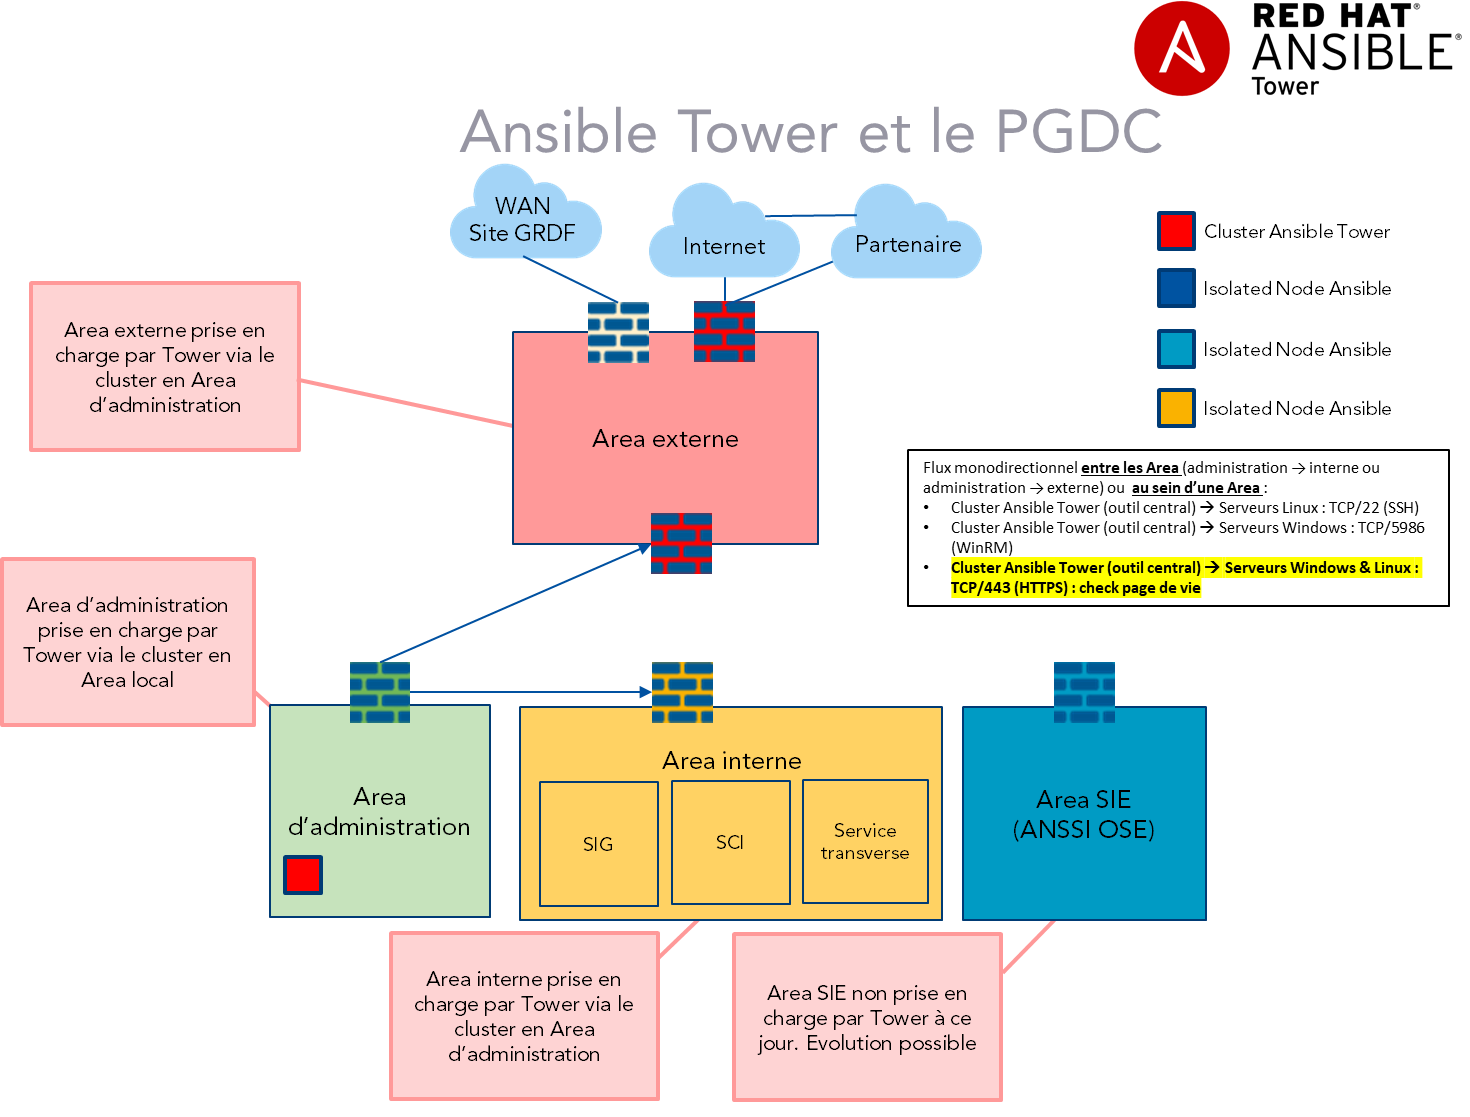 RED HAT®
ANSIBLE®
Tower
Ansible Tower et le PGDC
WAN
Site GRDF
Internet
Partenaire
Cluster Ansible Tower
Isolated Node Ansible
Isolated Node Ansible
Isolated Node Ansible
Area externe prise en
charge par Tower via le
cluster en Area
d’administration
Area externe
Flux monodirectionnel entre les Area (administration → interne ou
administration → externe) ou au sein d’une Area :
• Cluster Ansible Tower (outil central) → Serveurs Linux : TCP/22 (SSH)
• Cluster Ansible Tower (outil central) → Serveurs Windows : TCP/5986
(WinRM)
• Cluster Ansible Tower (outil central) → Serveurs Windows & Linux :
TCP/443 (HTTPS) : check page de vie
Area d’administration
prise en charge par
Tower via le cluster en
Area local
Area
d’administration
Area interne
SIG
SCI
Service
transverse
Area SIE
(ANSSI OSE)
Area interne prise en
charge par Tower via le
cluster en Area
d’administration
Area SIE non prise en
charge par Tower à ce
jour. Evolution possible